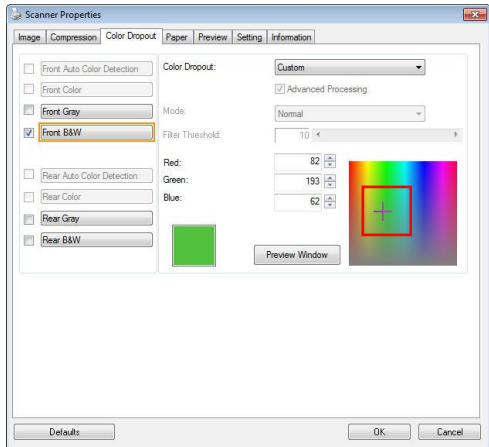 Scanner Properties
Image Compression Color Dropout Paper Preview Setting Information
Front Auto Color Detection
Front Color
Front Gray
Front B&W
Rear Auto Color Detection
Rear Color
Rear Gray
Rear B&W
Color Dropout: Custom
Advanced Processing
Mode: Normal
Filter Threshold: 10
Red: 82
Green: 193
Blue: 62
Preview Window
Defaults OK Cancel